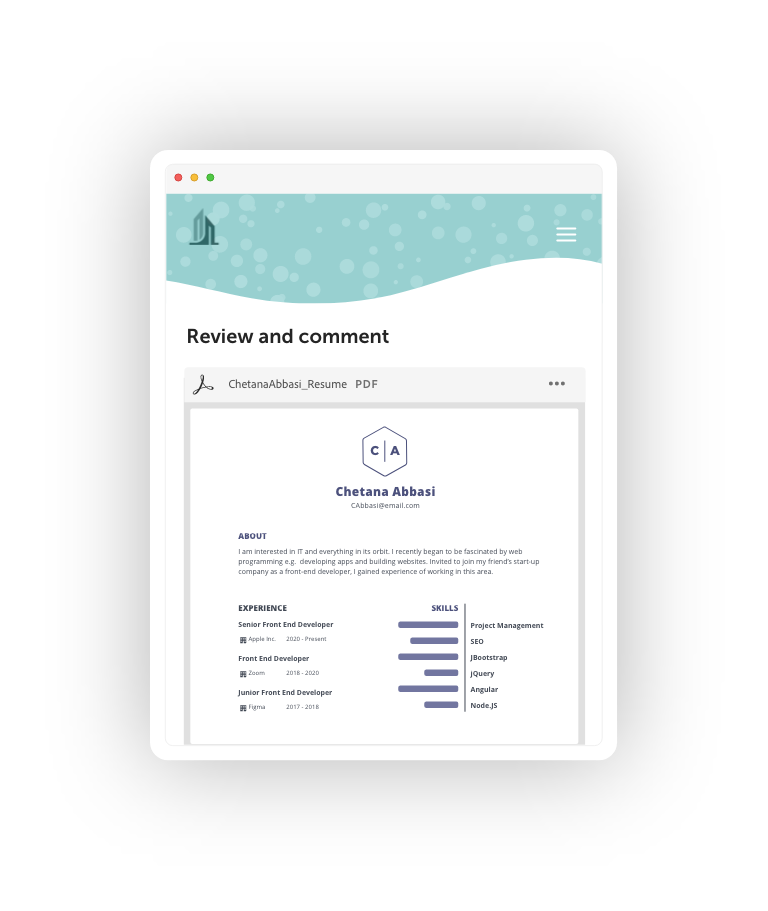 Review and comment
ChetanaAbbasi_Resume PDF
C A
Chetana Abbasi
CAbbasi@email.com
ABOUT
I am interested in IT and everything in its orbit. I recently began to be fascinated by web
programming e.g. developing apps and building websites. Invited to join my friend's start-up
company as a front-end developer, I gained experience of working in this area.
EXPERIENCE
Senior Front End Developer
Apple Inc. 2020 - Present
Front End Developer
Zoom 2018 - 2020
Junior Front End Developer
Figma 2017 - 2018
SKILLS
Project Management
SEO
JBootstrap
jQuery
Angular
Node.JS